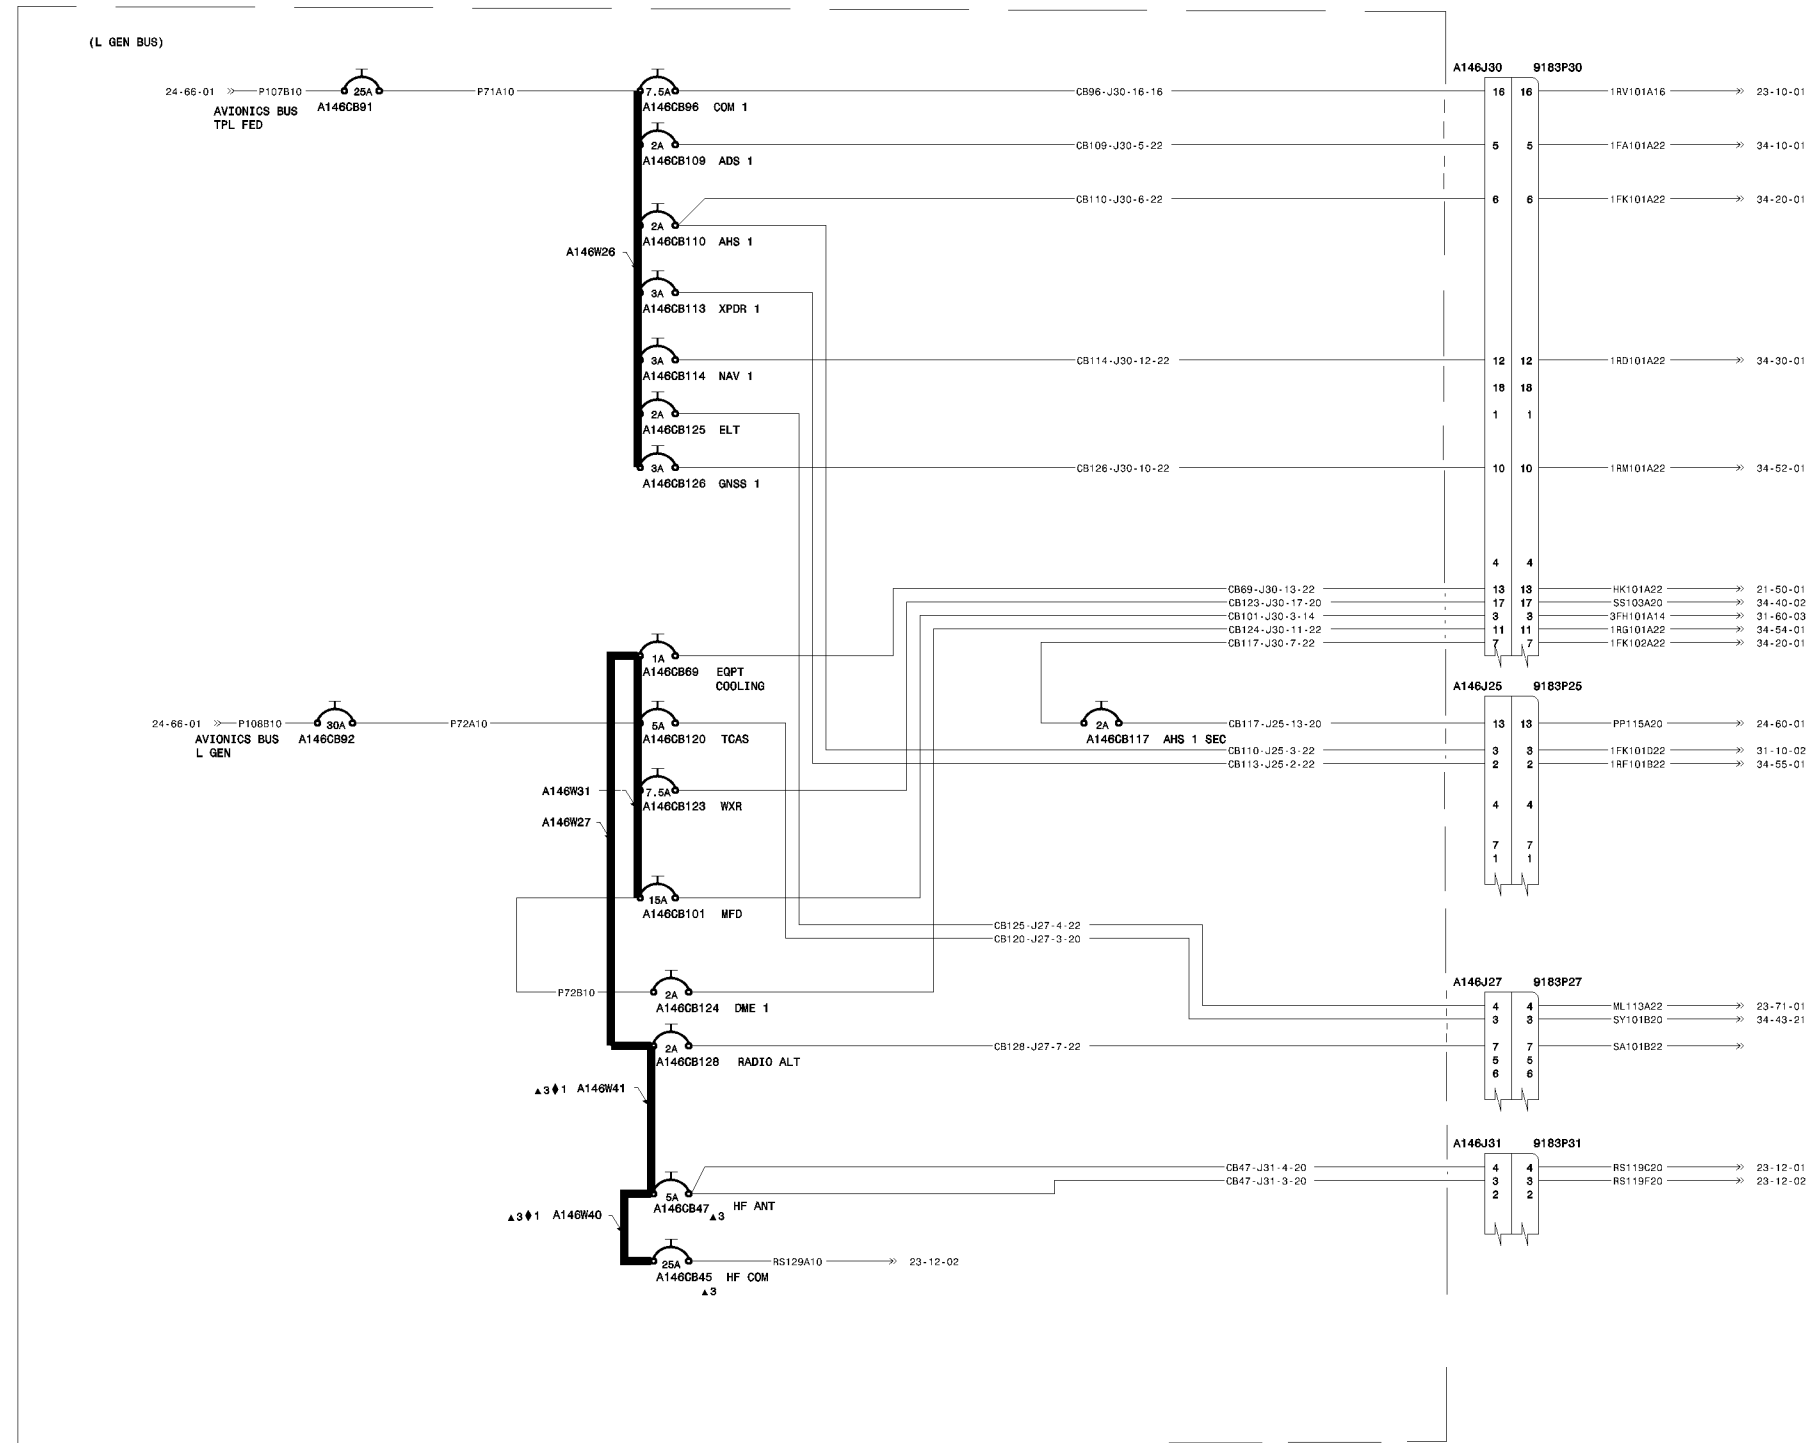 (L GEN BUS)
A146J30 9183P30
24-66-01 P107B10 25A P71A10 7.5A CB96-J30-16-16 16 16 1RV101A16 23-10-01
AVIONICS BUS A146CB91 A146CB96 COM 1
TPL FED
2A CB109-J30-5-22 5 5 1FA101A22 34-10-01
A146CB109 ADS 1
CB110-J30-6-22 6 6 1FK101A22 34-20-01
2A
A146CB110 AHS 1
A146W26
3A
A146CB113 XPDR 1
3A CB114-J30-12-22 12 12 1RD101A22 34-30-01
A146CB114 NAV 1
18 18
2A 1 1
A146CB125 ELT
3A CB126-J30-10-22 10 10 1RM101A22 34-52-01
A146CB126 GNSS 1
4 4
CB69-J30-13-22 13 13 HK101A22 21-50-01
CB123-J30-17-20 17 17 SS103A20 34-40-02
CB101-J30-3-14 3 3 3FH101A14 31-60-03
CB124-J30-11-22 11 11 1RG101A22 34-54-01
CB117-J30-7-22 7 7 1FK102A22 34-20-01
1A
A146CB69 EQPT
COOLING
A146J25 9183P25
24-66-01 P108B10 30A P72A10 5A 2A CB117-J25-13-20 13 13 PP115A20 24-60-01
AVIONICS BUS A146CB92 A146CB120 TCAS A146CB117 AHS 1 SEC
L GEN
CB110-J25-3-22 3 3 1FK101D22 31-10-02
CB113-J25-2-22 2 2 1RF101B22 34-55-01
A146W31 7.5A
A146CB123 WXR 4 4
A146W27
7 7
1 1
15A
A146CB101 MFD
CB125-J27-4-22
CB120-J27-3-20
A146J27 9183P27
P72B10 2A
A146CB124 DME 1 4 4 ML113A22 23-71-01
3 3 SY101B20 34-43-21
2A CB128-J27-7-22 7 7 SA101B22
A146CB128 RADIO ALT 5 5
6 6
▲3♦1 A146W41
A146J31 9183P31
CB47-J31-4-20 4 4 RS119C20 23-12-01
CB47-J31-3-20 3 3 RS119F20 23-12-02
5A 2 2
A146CB47 ▲3 HF ANT
▲3♦1 A146W40
25A RS129A10 23-12-02
A146CB45 HF COM
▲3